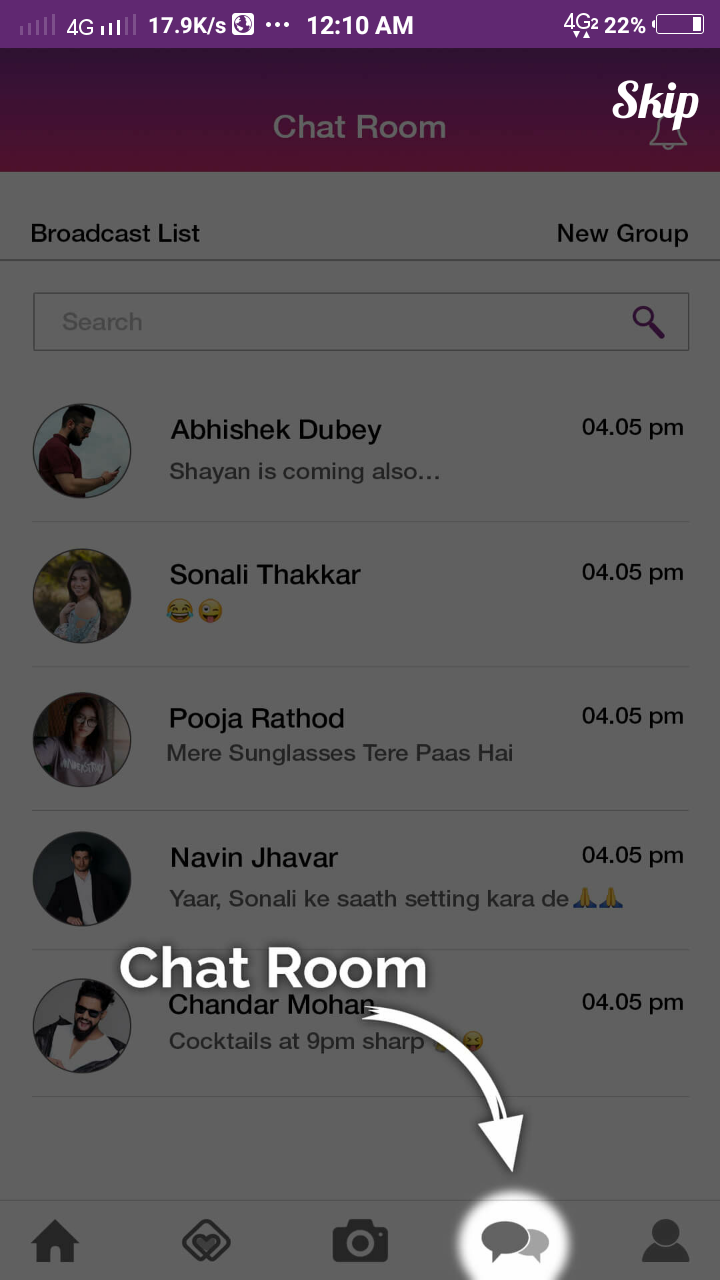 4G 17.9K/s 12:10 AM 4G2 22%
Skip
Chat Room
Broadcast List New Group
Search
Abhishek Dubey 04.05 pm
Shayan is coming also...
Sonali Thakkar 04.05 pm
😂😜
Pooja Rathod 04.05 pm
Mere Sunglasses Tere Paas Hai
Navin Jhavar 04.05 pm
Yaar, Sonali ke saath setting kara de🙏🙏
Chat Room
Chandar Mohan 04.05 pm
Cocktails at 9pm sharp 😝